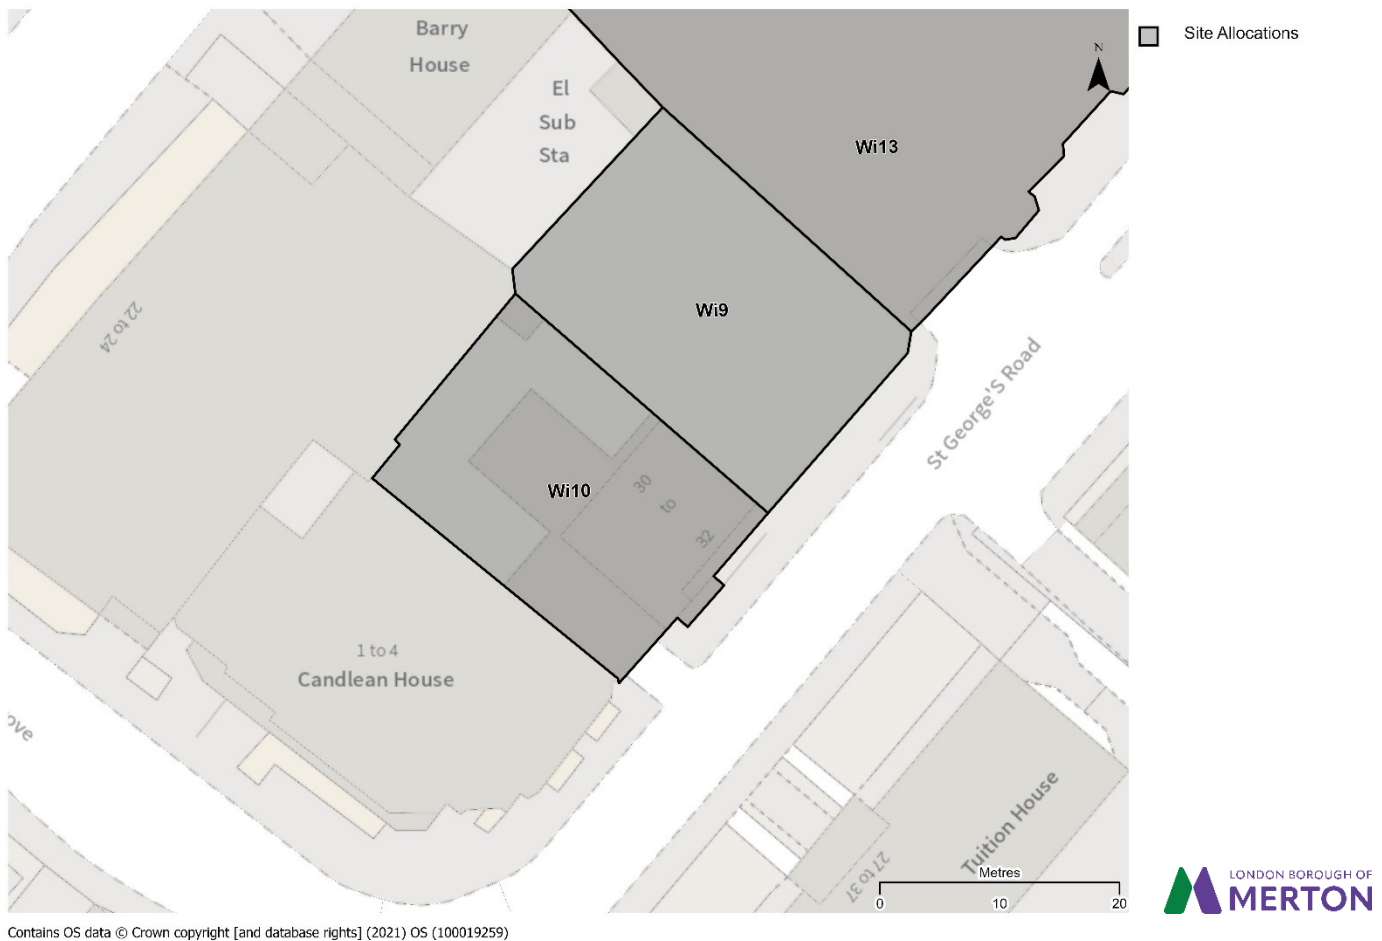 Barry
House
Site Allocations
N
El
Sub
Sta
Wi13
Wi9
22 to 24
St George'S Road
Wi10
30
to
32
1 to 4
Candlean House
ove
Tuition House
27 to 37
Metres
0 10 20
LONDON BOROUGH OF
MERTON
Contains OS data © Crown copyright [and database rights] (2021) OS (100019259)